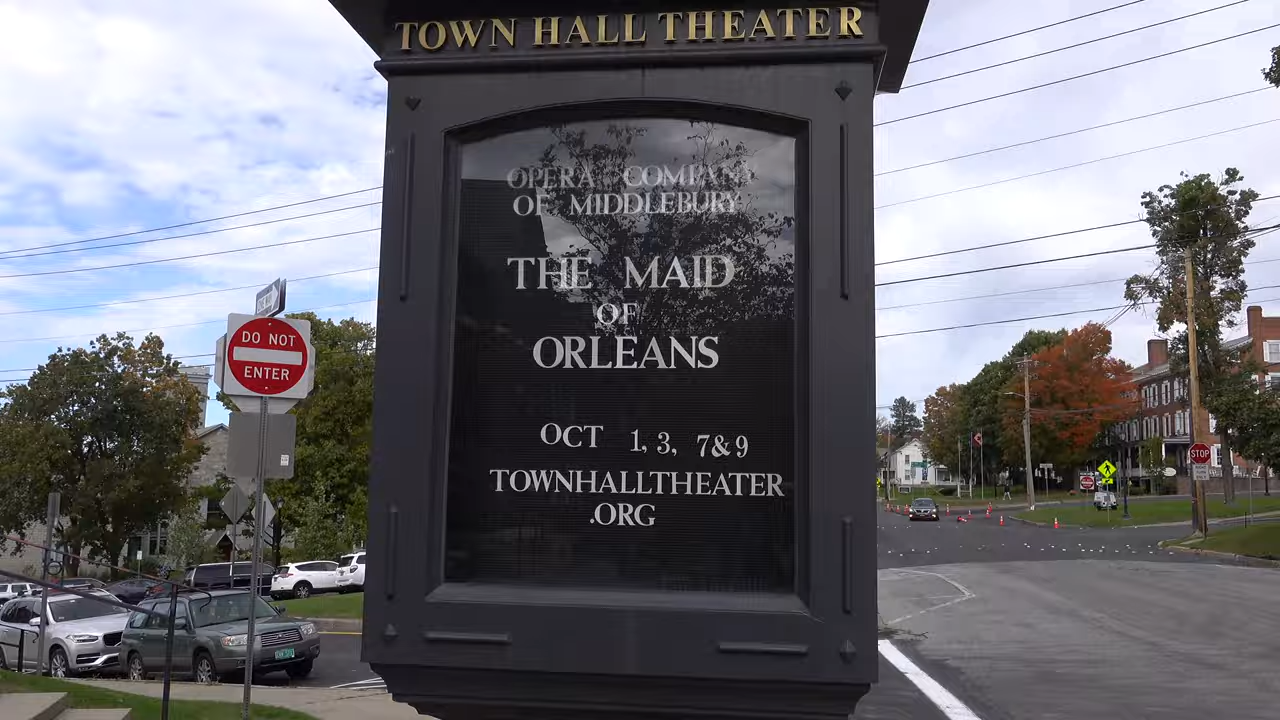 TOWN HALL THEATER
OPERA COMPANY
OF MIDDLEBURY
THE MAID
OF
ORLEANS
OCT 1, 3, 7&9
TOWNHALLTHEATER
.ORG
DO NOT
ENTER
STOP